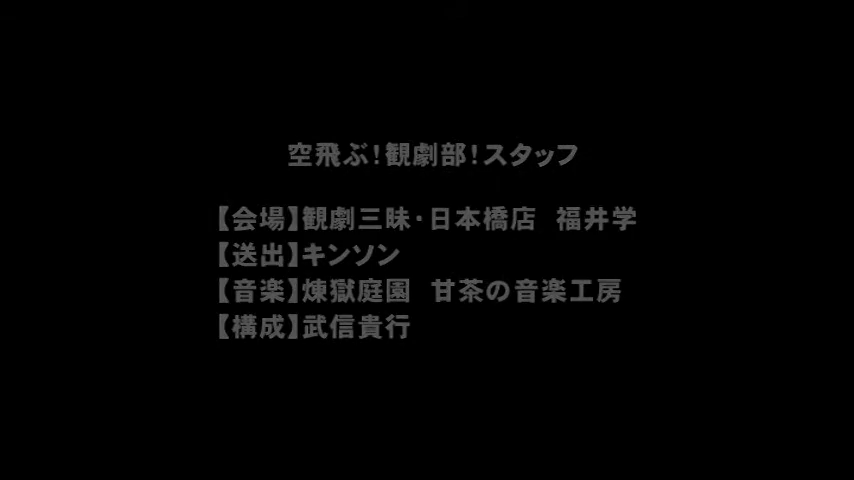 空飛ぶ!観劇部!スタッフ
【会場】観劇三昧・日本橋店　福井学
【送出】キンソン
【音楽】煉獄庭園　甘茶の音楽工房
【構成】武信貴行